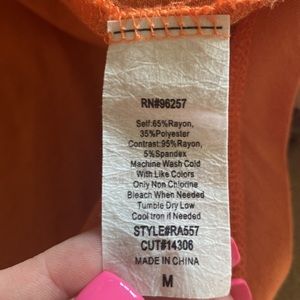 RN#96257
Self:65%Rayon,
35%Polyester
Contrast:95%Rayon,
5%Spandex
Machine Wash Cold
With Like Colors
Only Non Chlorine
Bleach When Needed
Tumble Dry Low
Cool Iron if Needed
STYLE#RA557
CUT#14306
MADE IN CHINA
M